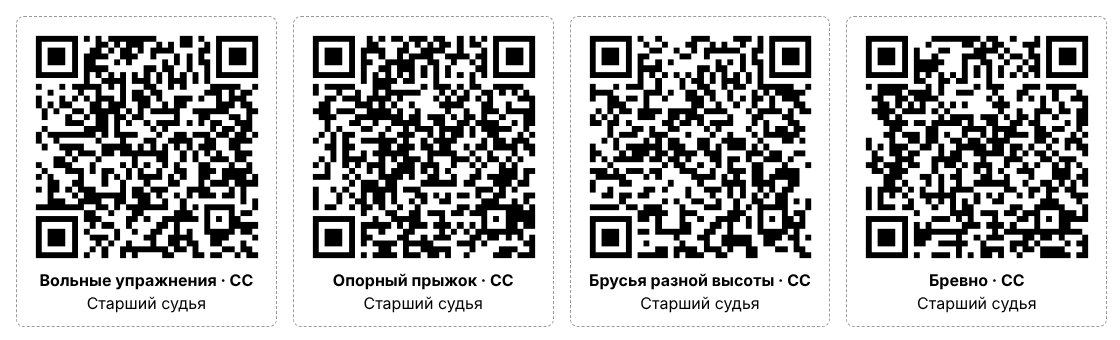 Вольные упражнения · СС
Старший судья
Опорный прыжок · СС
Старший судья
Брусья разной высоты · СС
Старший судья
Бревно · СС
Старший судья